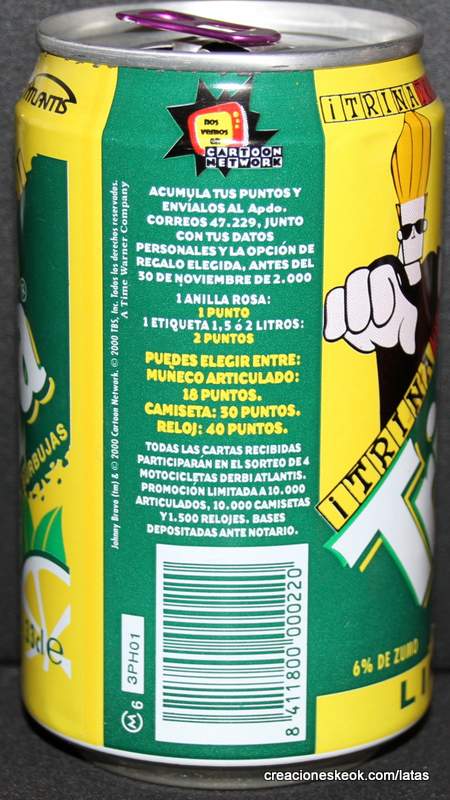 NOS
VEMOS
EN
CARTOON
NETWORK
ACUMULA TUS PUNTOS Y
ENVÍALOS AL Apdo.
CORREOS 47.229, JUNTO
CON TUS DATOS
PERSONALES Y LA OPCIÓN DE
REGALO ELEGIDA, ANTES DEL
30 DE NOVIEMBRE DE 2.000
1 ANILLA ROSA:
1 PUNTO
1 ETIQUETA 1,5 ó 2 LITROS:
2 PUNTOS
PUEDES ELEGIR ENTRE:
MUÑECO ARTICULADO:
18 PUNTOS.
CAMISETA: 30 PUNTOS.
RELOJ: 40 PUNTOS.
TODAS LAS CARTAS RECIBIDAS
PARTICIPARÁN EN EL SORTEO DE 4
MOTOCICLETAS DERBI ATLANTIS.
PROMOCIÓN LIMITADA A 10.000
ARTICULADOS, 10.000 CAMISETAS
Y 1.500 RELOJES. BASES
DEPOSITADAS ANTE NOTARIO.
Johnny Bravo (tm) & © 2000 Cartoon Network. © 2000 TBS, Inc. Todos los derechos reservados.
A Time Warner Company
8 411800 000220
3PH01
M 6
¡TRINA
¡TRINA
6% DE ZUMO
LI
creacioneskeok.com/latas